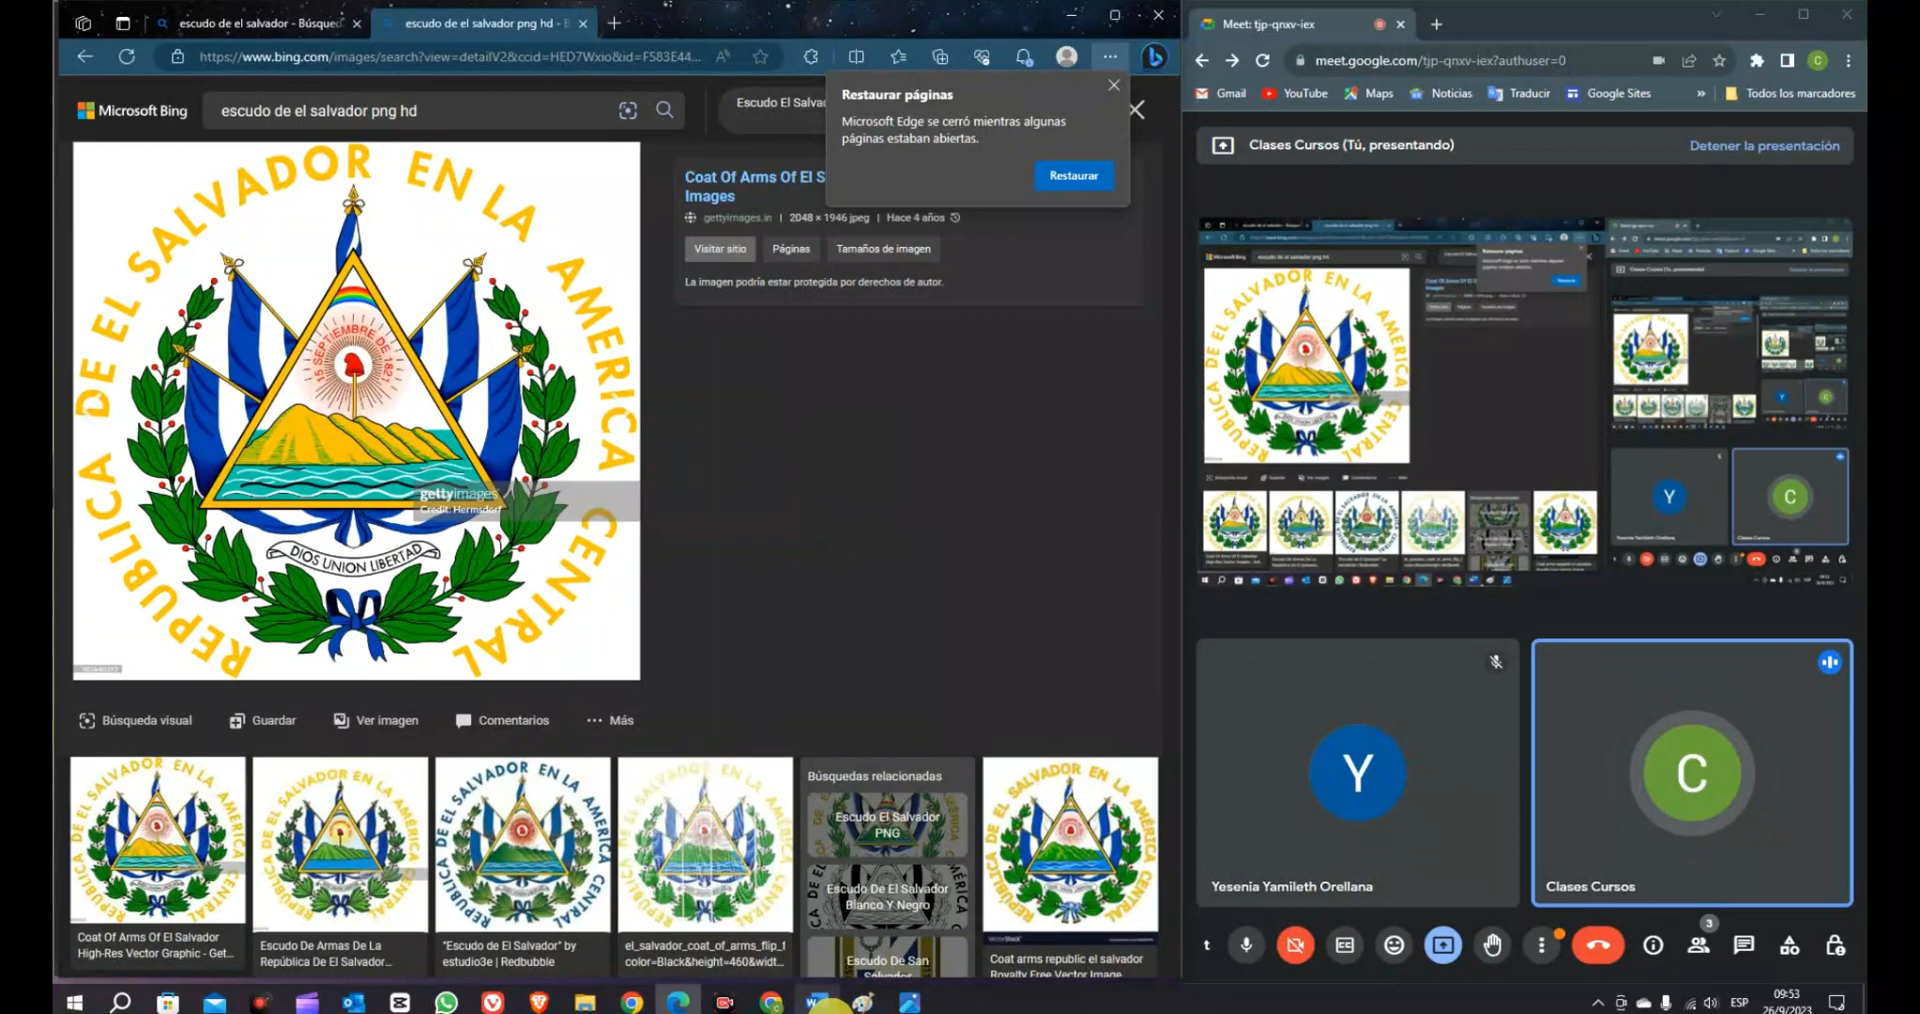 escudo de el salvador - Búsqued
escudo de el salvador png hd - B
https://www.bing.com/images/search?view=detailV2&ccid=HED7Wxio&id=F583E44...
Microsoft Bing
escudo de el salvador png hd
Escudo El Salva
Restaurar páginas
Microsoft Edge se cerró mientras algunas
páginas estaban abiertas.
Restaurar
REPUBLICA DE EL SALVADOR EN LA AMERICA CENTRAL
15 SEPTIEMBRE DE 1821
DIOS UNION LIBERTAD
gettyimages
Credit: Hermsdorf
Coat Of Arms Of El S
Images
gettyimages.in | 2048 × 1946 jpeg | Hace 4 años
Visitar sitio
Páginas
Tamaños de imagen
La imagen podría estar protegida por derechos de autor.
Búsqueda visual
Guardar
Ver imagen
Comentarios
Más
Coat Of Arms Of El Salvador
High-Res Vector Graphic - Get...
Escudo De Armas De La
República De El Salvador...
"Escudo de El Salvador" by
estudio3e | Redbubble
el_salvador_coat_of_arms_flip_f
color=Black&height=460&widt...
Búsquedas relacionadas
Escudo El Salvador
PNG
Escudo De El Salvador
Blanco Y Negro
Escudo De San
Salvador
VectorStock
Coat arms republic el salvador
Royalty Free Vector Image
Meet: tjp-qnxv-iex
meet.google.com/tjp-qnxv-iex?authuser=0
C
Gmail
YouTube
Maps
Noticias
Traducir
Google Sites
»
Todos los marcadores
Clases Cursos (Tú, presentando)
Detener la presentación
Y
Yesenia Yamileth Orellana
C
Clases Cursos
t
3
ESP
09:53
26/9/2023